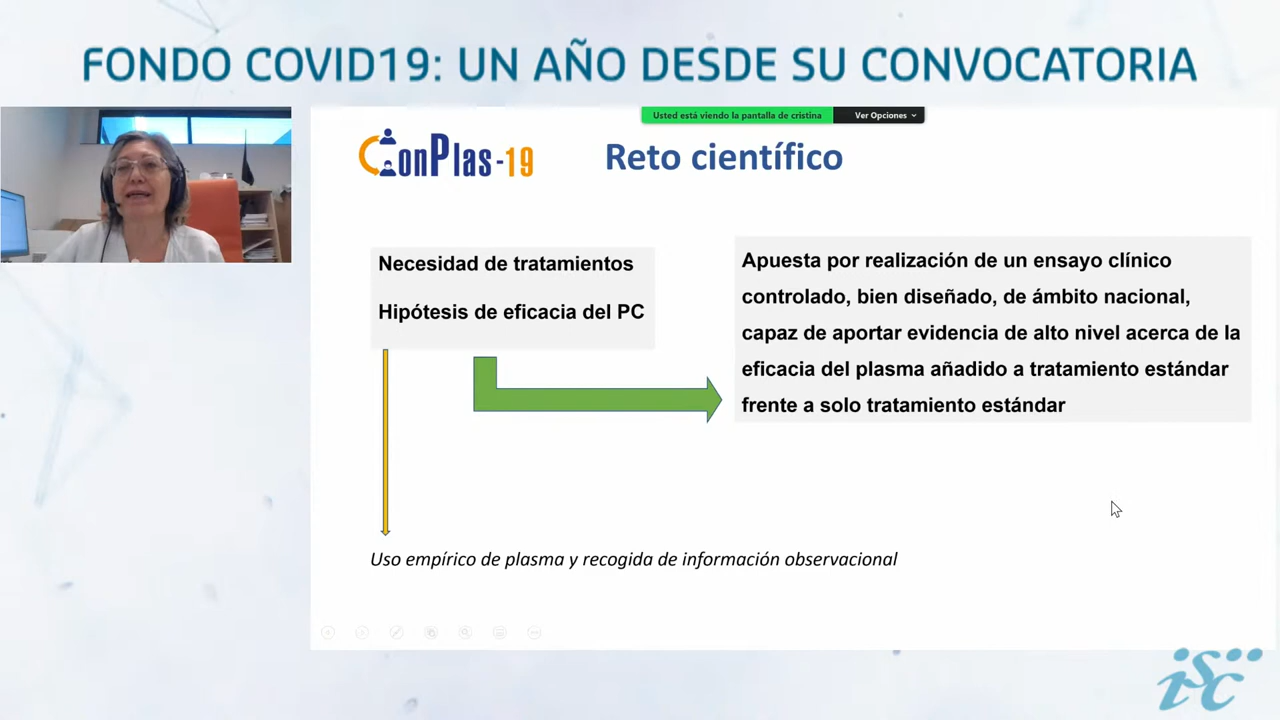 FONDO COVID19: UN AÑO DESDE SU CONVOCATORIA
Usted está viendo la pantalla de cristina
Ver Opciones
ConPlas-19
Reto científico
Necesidad de tratamientos
Hipótesis de eficacia del PC
Apuesta por realización de un ensayo clínico
controlado, bien diseñado, de ámbito nacional,
capaz de aportar evidencia de alto nivel acerca de la
eficacia del plasma añadido a tratamiento estándar
frente a solo tratamiento estándar
Uso empírico de plasma y recogida de información observacional
isc